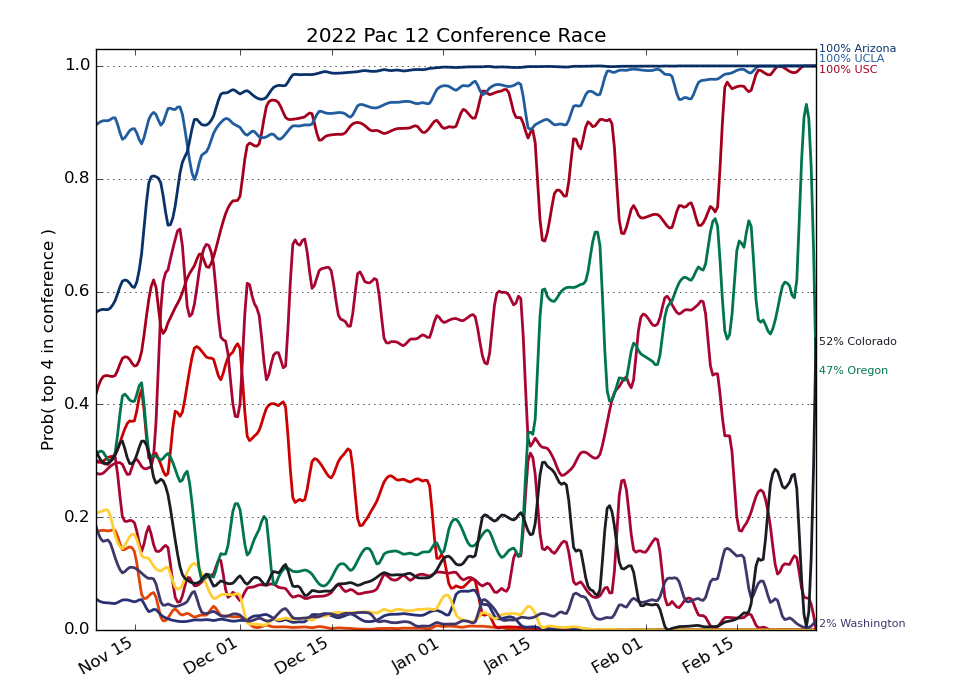 2022 Pac 12 Conference Race
Prob( top 4 in conference )
1.0
0.8
0.6
0.4
0.2
0.0
Nov 15
Dec 01
Dec 15
Jan 01
Jan 15
Feb 01
Feb 15
100% Arizona
100% UCLA
100% USC
52% Colorado
47% Oregon
2% Washington